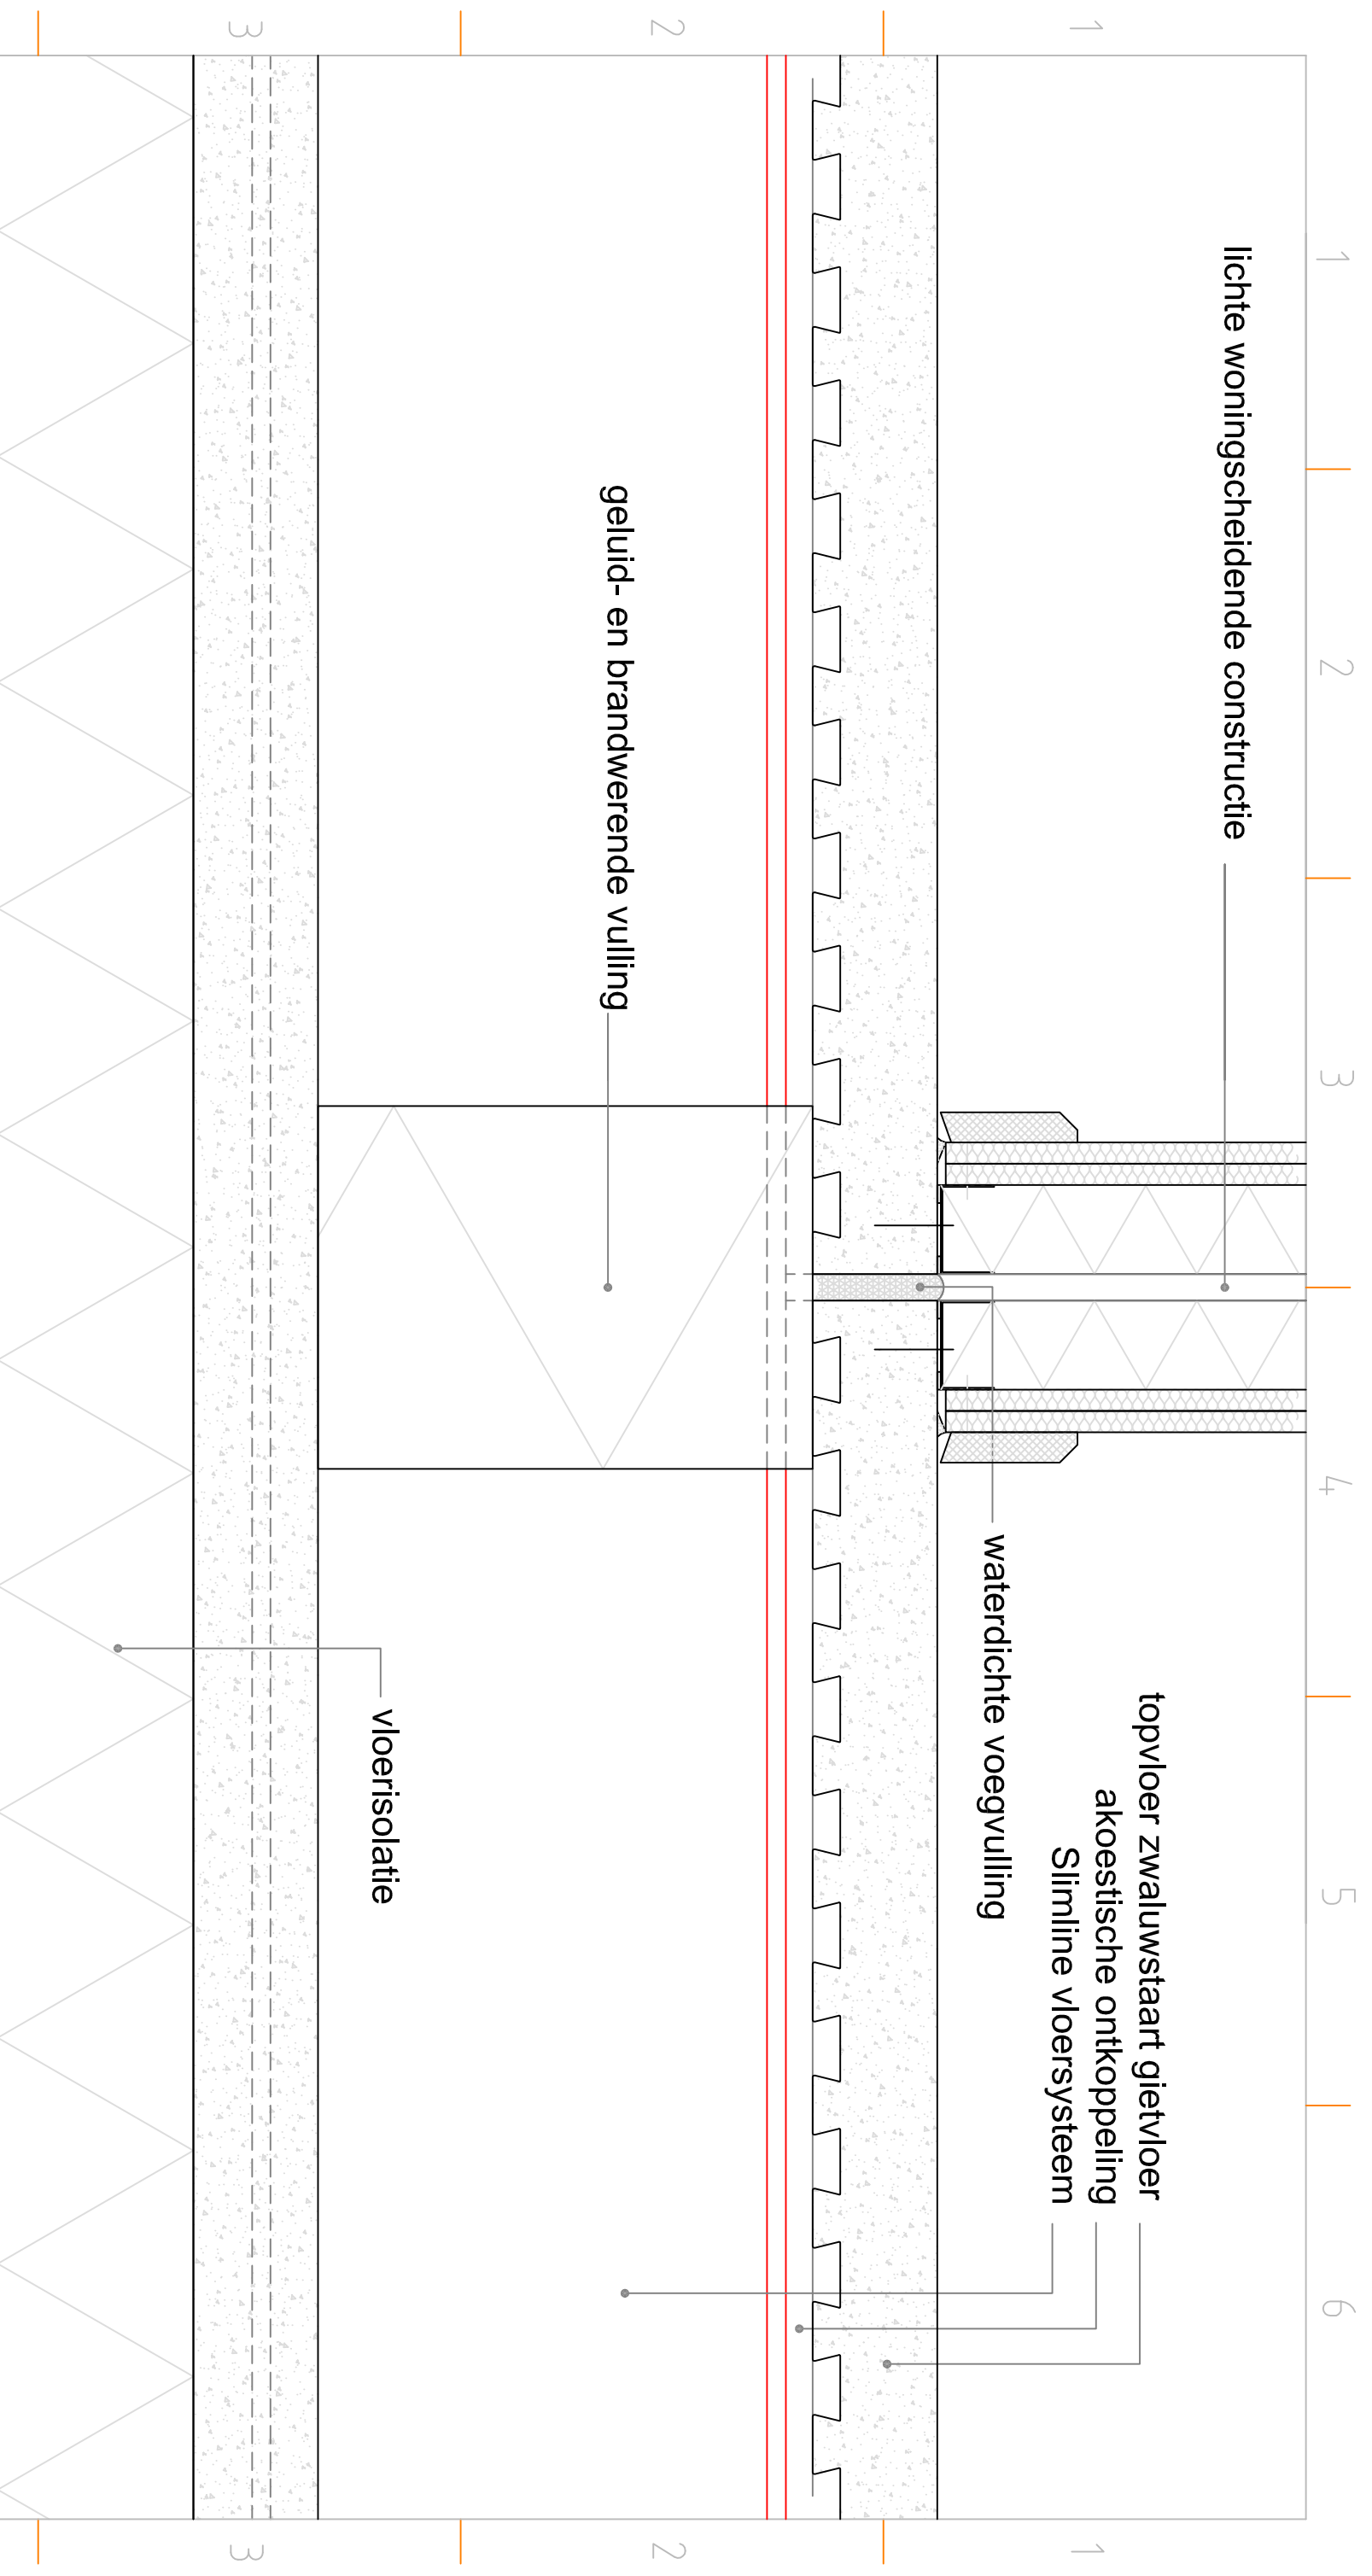 1
2
3
4
5
6
1
1
lichte woningscheidende constructie
topvloer zwaluwstaart gietvloer
akoestische ontkoppeling
Slimline vloersysteem
waterdichte voegvulling
2
2
geluid- en brandwerende vulling
vloerisolatie
3
3